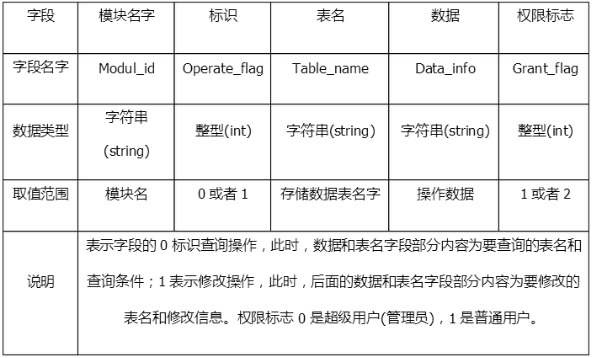 字段 模块名字 标识 表名 数据 权限标志
字段名字 Modul_id Operate_flag Table_name Data_info Grant_flag
数据类型 字符串(string) 整型(int) 字符串(string) 字符串(string) 整型(int)
取值范围 模块名 0 或者 1 存储数据表名字 操作数据 1 或者 2
说明
表示字段的 0 标识查询操作，此时，数据和表名字段部分内容为要查询的表名和
查询条件；1 表示修改操作，此时，后面的数据和表名字段部分内容为要修改的
表名和修改信息。权限标志 0 是超级用户(管理员)，1 是普通用户。